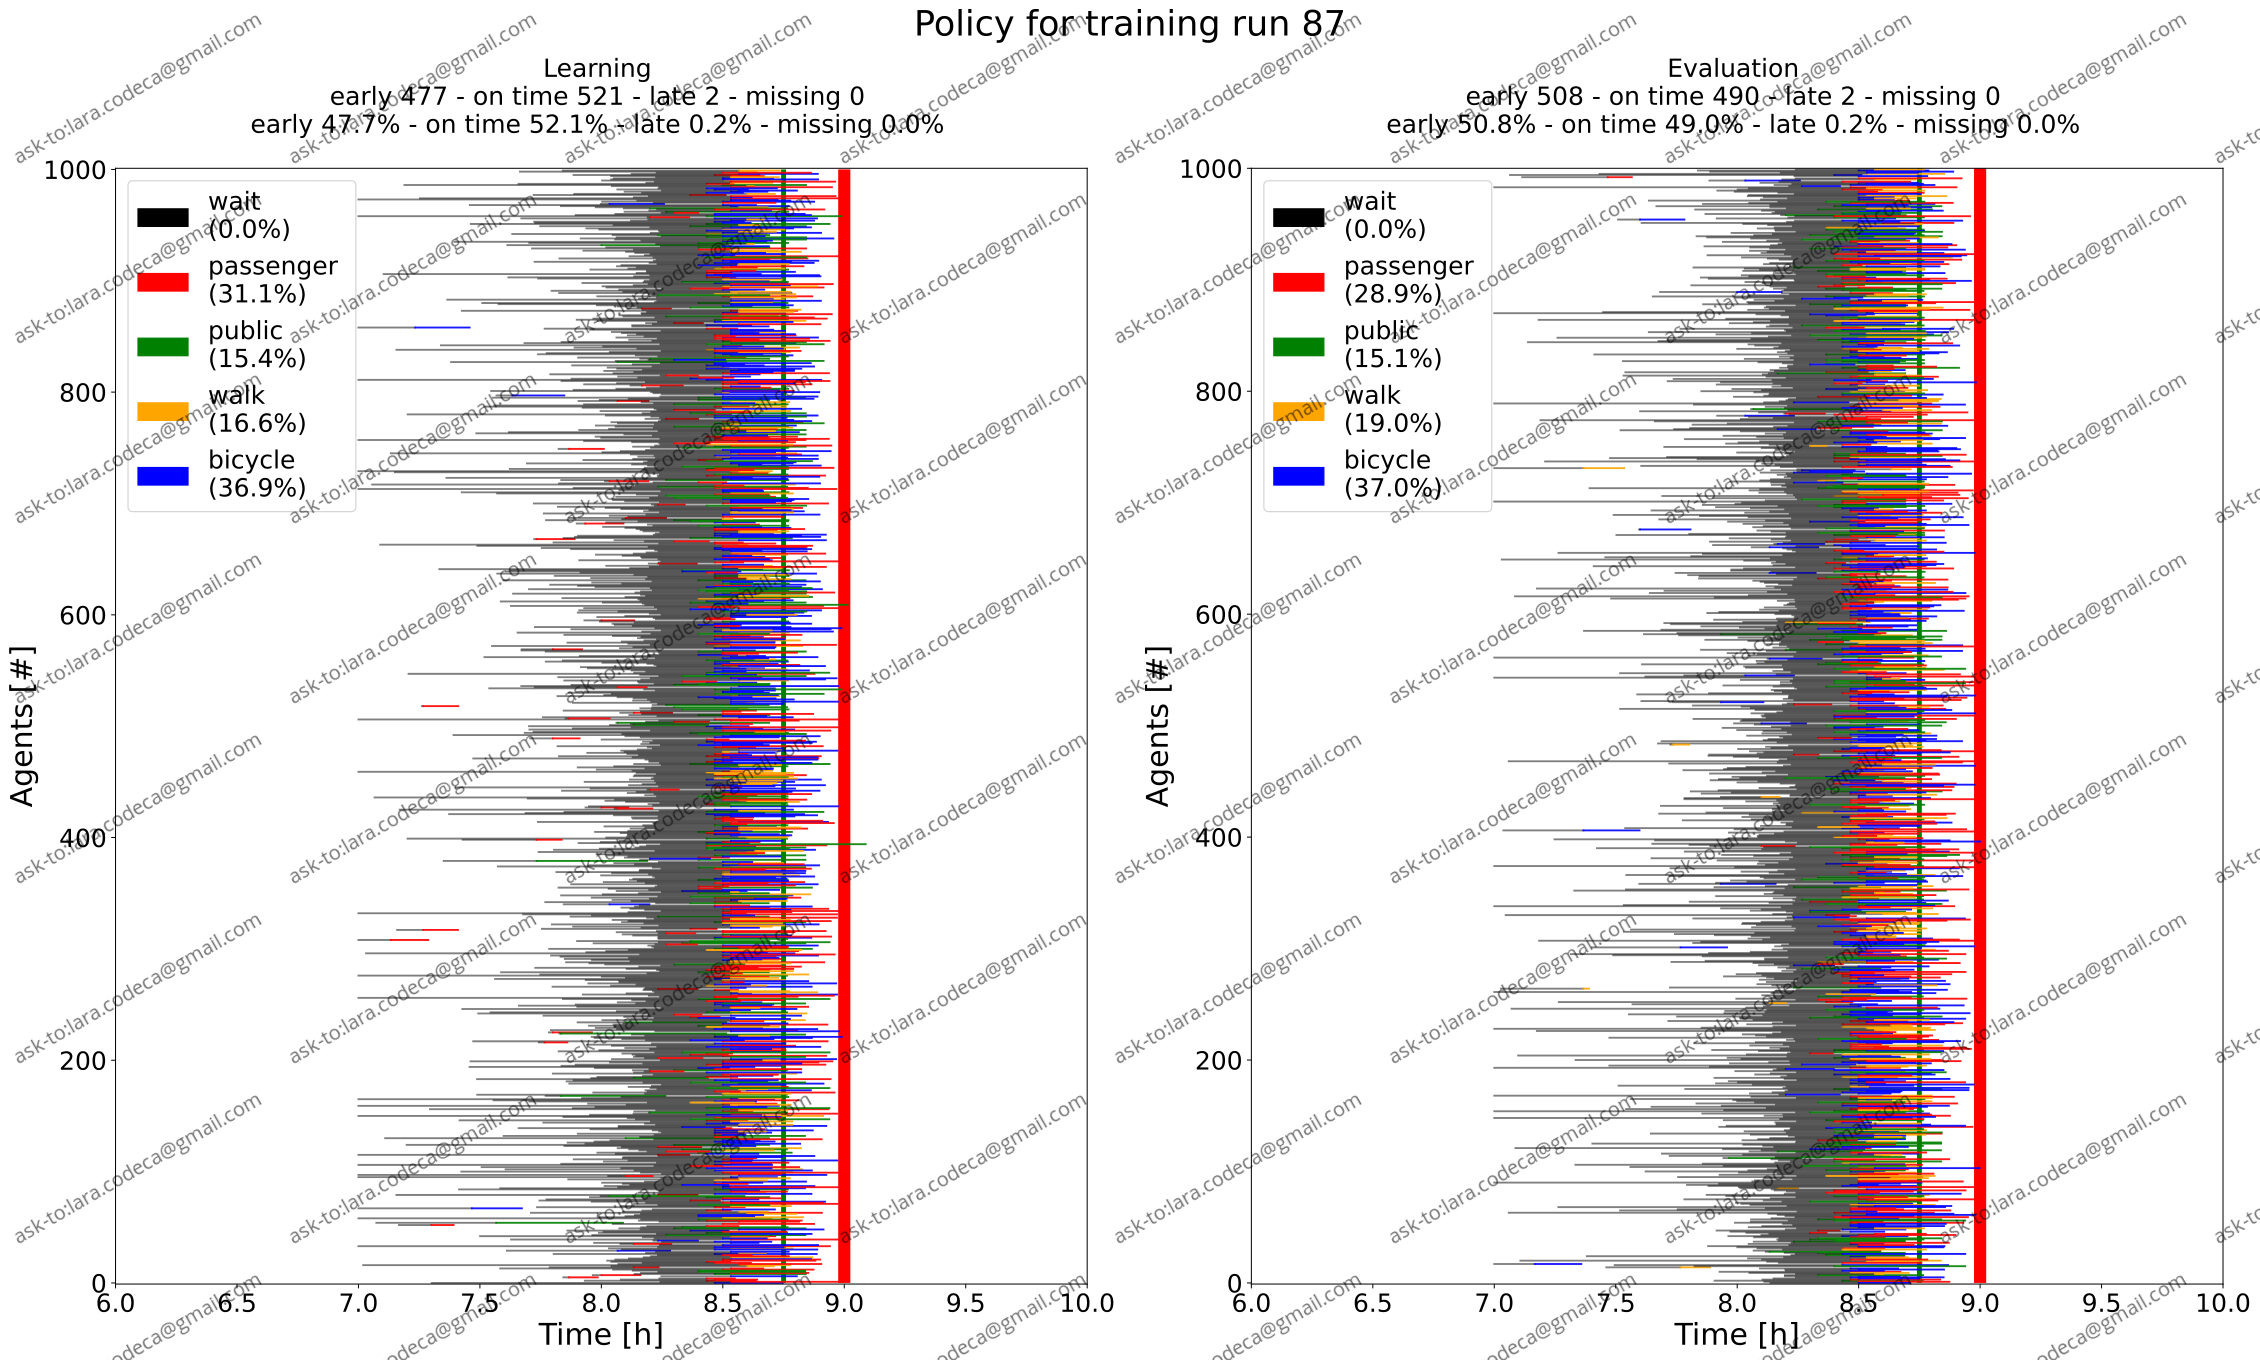 Policy for training run 87
Learning
early 477 - on time 521 - late 2 - missing 0
early 47.7% - on time 52.1% - late 0.2% - missing 0.0%
1000
800
600
400
200
0
Agents [#]
wait
(0.0%)
passenger
(31.1%)
public
(15.4%)
walk
(16.6%)
bicycle
(36.9%)
6.0 6.5 7.0 7.5 8.0 8.5 9.0 9.5 10.0
Time [h]
Evaluation
early 508 - on time 490 - late 2 - missing 0
early 50.8% - on time 49.0% - late 0.2% - missing 0.0%
1000
800
600
400
200
0
Agents [#]
wait
(0.0%)
passenger
(28.9%)
public
(15.1%)
walk
(19.0%)
bicycle
(37.0%)
6.0 6.5 7.0 7.5 8.0 8.5 9.0 9.5 10.0
Time [h]
ask-to:lara.codeca@gmail.com